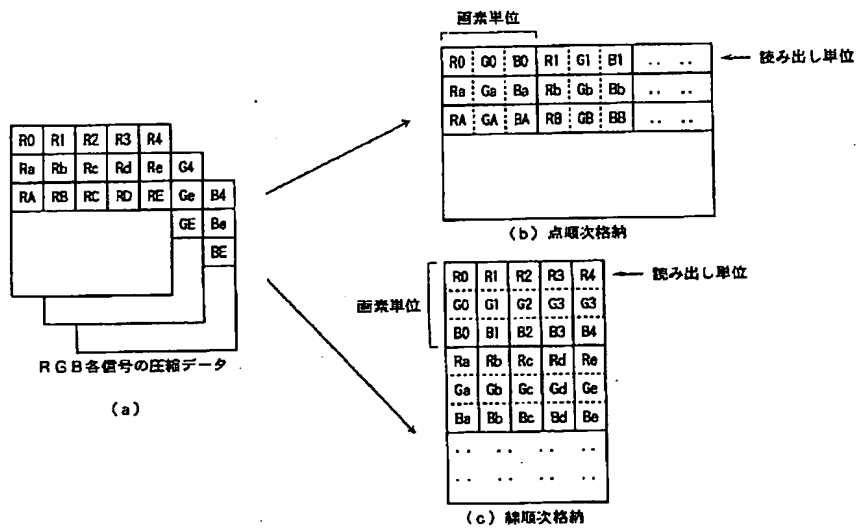 R0 R1 R2 R3 R4
Ra Rb Rc Rd Re G4
RA RB RC RD RE Ge B4
GE Be
BE
RGB各信号の圧縮データ
(a)
画素単位
R0 G0 B0 R1 G1 B1 ‥ ‥
読み出し単位
Ra Ga Ba Rb Gb Bb ‥ ‥
RA GA BA RB GB BB ‥ ‥
(b) 点順次格納
画素単位
R0 R1 R2 R3 R4
読み出し単位
G0 G1 G2 G3 G3
B0 B1 B2 B3 B4
Ra Rb Rc Rd Re
Ga Gb Gc Gd Ge
Ba Bb Bc Bd Be
‥ ‥ ‥ ‥
‥ ‥ ‥ ‥
(c) 線順次格納